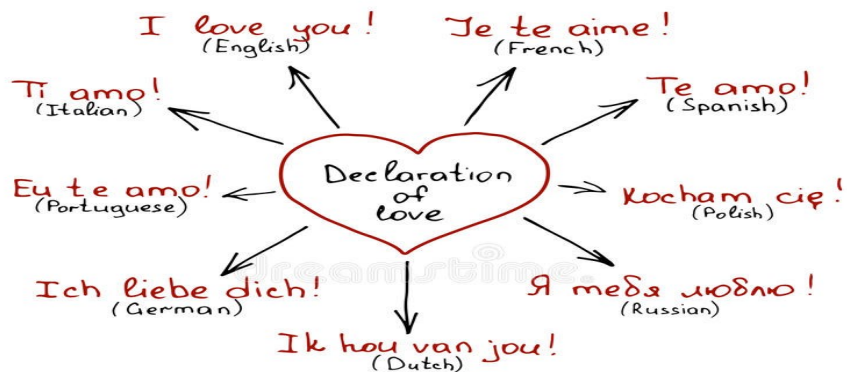 I love you!
(English)
Je te aime!
(French)
Ti amo!
(Italian)
Te amo!
(Spanish)
Declaration
of
love
Eu te amo!
(Portuguese)
Kocham cię!
(Polish)
Ich liebe dich!
(German)
Я тебя люблю!
(Russian)
Ik hou van jou!
(Dutch)
dreamstime.